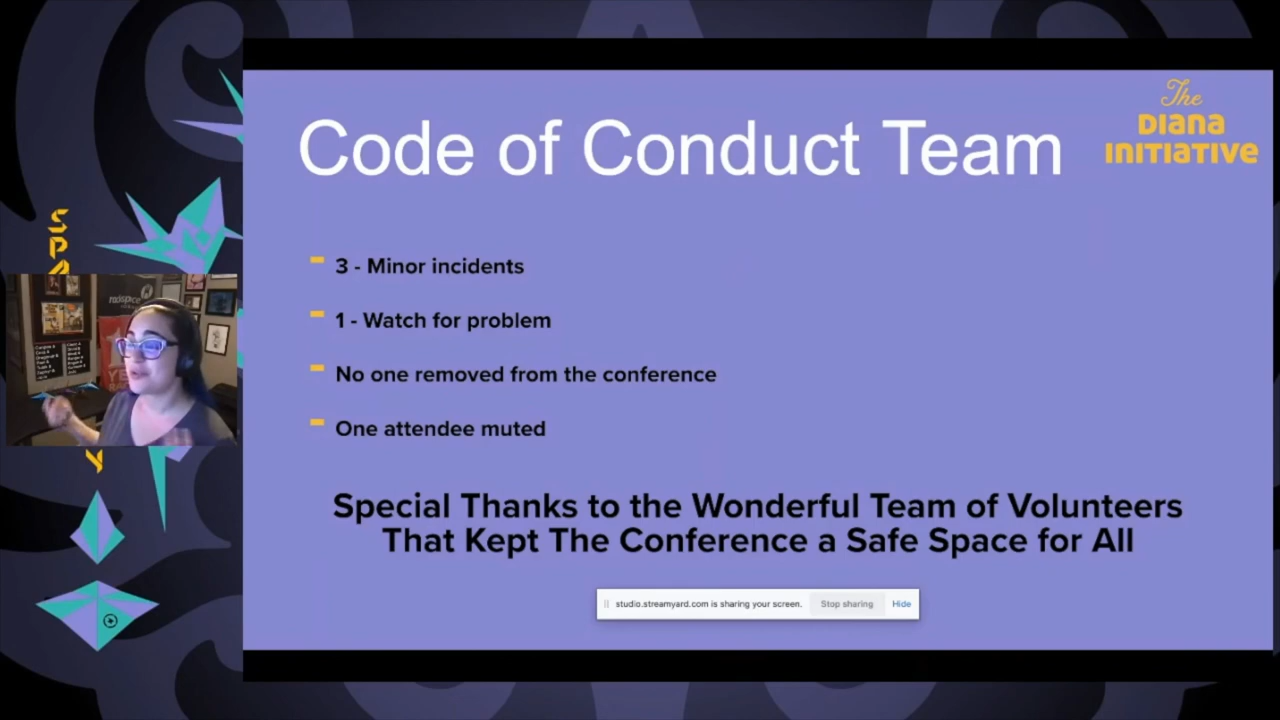 The
DIANA
INITIATIVE
Code of Conduct Team
3 - Minor incidents
1 - Watch for problem
No one removed from the conference
One attendee muted
Special Thanks to the Wonderful Team of Volunteers
That Kept The Conference a Safe Space for All
studio.streamyard.com is sharing your screen.
Stop sharing
Hide
SPA
Y
rackspace